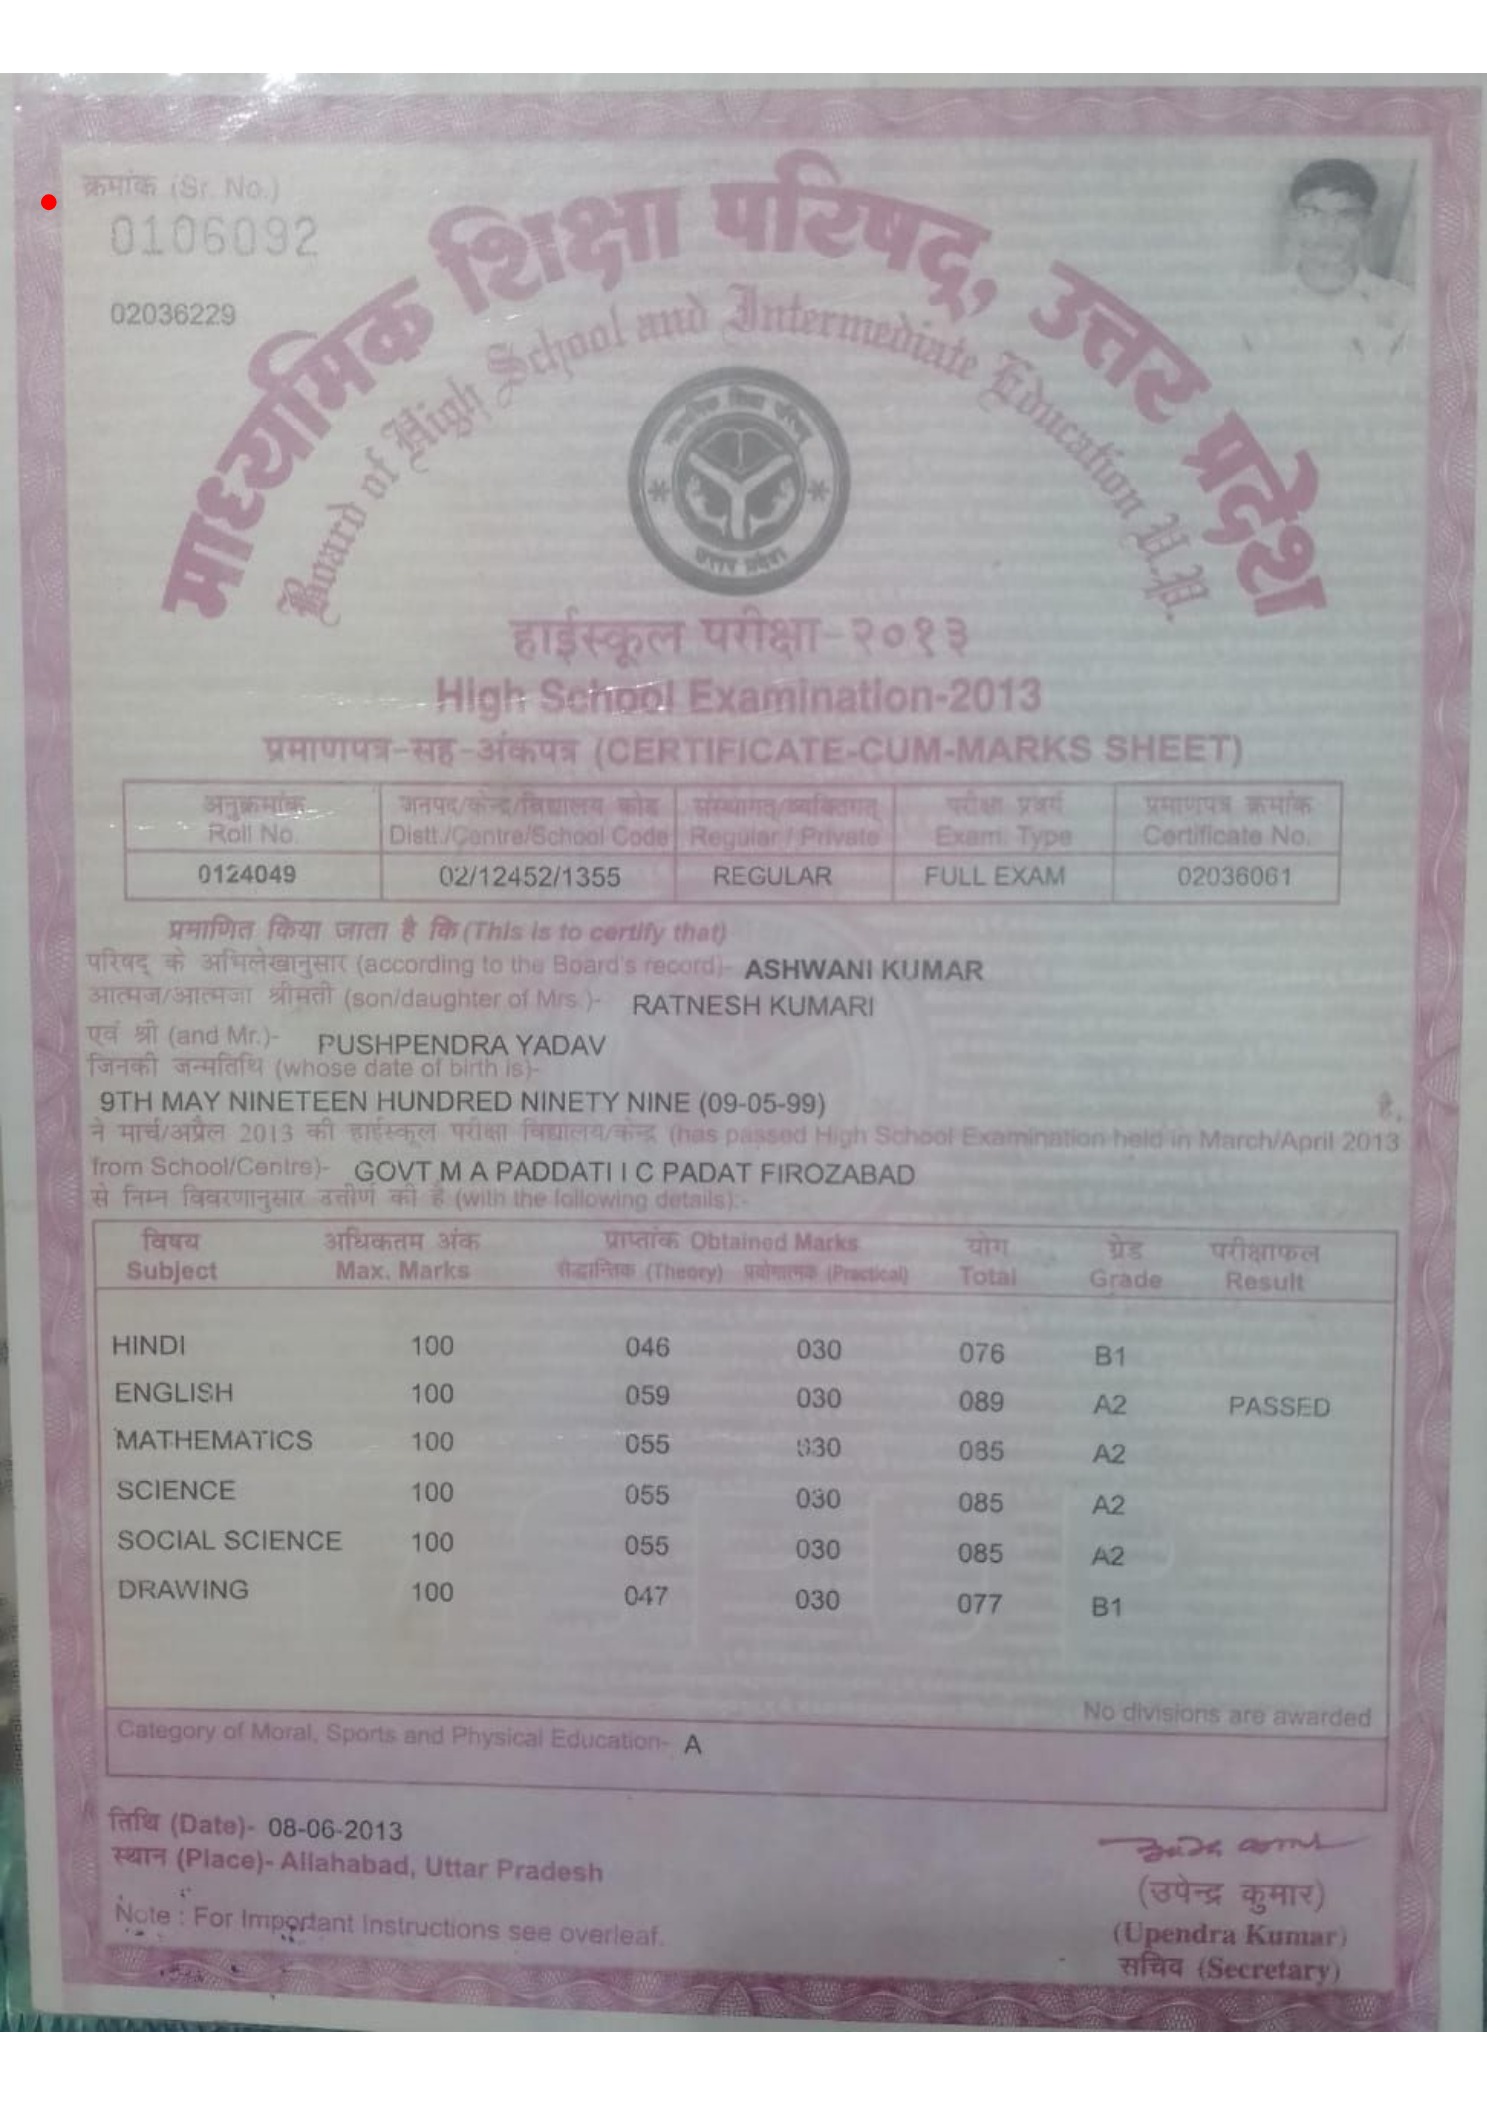 क्रमांक (Sr. No.)
0106092
02036229
माध्यमिक शिक्षा परिषद्, उत्तर प्रदेश
Board of High School and Intermediate Education U.P.
माध्यमिक शिक्षा परिषद्
उत्तर प्रदेश
हाईस्कूल परीक्षा-२०१३
High School Examination-2013
प्रमाणपत्र-सह-अंकपत्र (CERTIFICATE-CUM-MARKS SHEET)
अनुक्रमांक जनपद/केन्द्र/विद्यालय कोड संस्थागत/व्यक्तिगत परीक्षा प्रवर्ग प्रमाणपत्र क्रमांक
Roll No. Distt./Centre/School Code Regular / Private Exam. Type Certificate No.
0124049 02/12452/1355 REGULAR FULL EXAM 02036061
प्रमाणित किया जाता है कि (This is to certify that)
परिषद् के अभिलेखानुसार (according to the Board's record)- ASHWANI KUMAR
आत्मज/आत्मजा श्रीमती (son/daughter of Mrs.)- RATNESH KUMARI
एवं श्री (and Mr.)- PUSHPENDRA YADAV
जिनकी जन्मतिथि (whose date of birth is)-
9TH MAY NINETEEN HUNDRED NINETY NINE (09-05-99) है,
ने मार्च/अप्रैल 2013 की हाईस्कूल परीक्षा विद्यालय/केन्द्र (has passed High School Examination held in March/April 2013
from School/Centre)- GOVT M A PADDATI I C PADAT FIROZABAD
से निम्न विवरणानुसार उत्तीर्ण की है (with the following details):-
विषय अधिकतम अंक प्राप्तांक Obtained Marks योग ग्रेड परीक्षाफल
Subject Max. Marks सैद्धान्तिक (Theory) प्रयोगात्मक (Practical) Total Grade Result
HINDI 100 046 030 076 B1
ENGLISH 100 059 030 089 A2 PASSED
MATHEMATICS 100 055 030 085 A2
SCIENCE 100 055 030 085 A2
SOCIAL SCIENCE 100 055 030 085 A2
DRAWING 100 047 030 077 B1
No divisions are awarded
Category of Moral, Sports and Physical Education- A
तिथि (Date)- 08-06-2013
स्थान (Place)- Allahabad, Uttar Pradesh
(उपेन्द्र कुमार)
Note : For Important Instructions see overleaf.
(Upendra Kumar)
सचिव (Secretary)